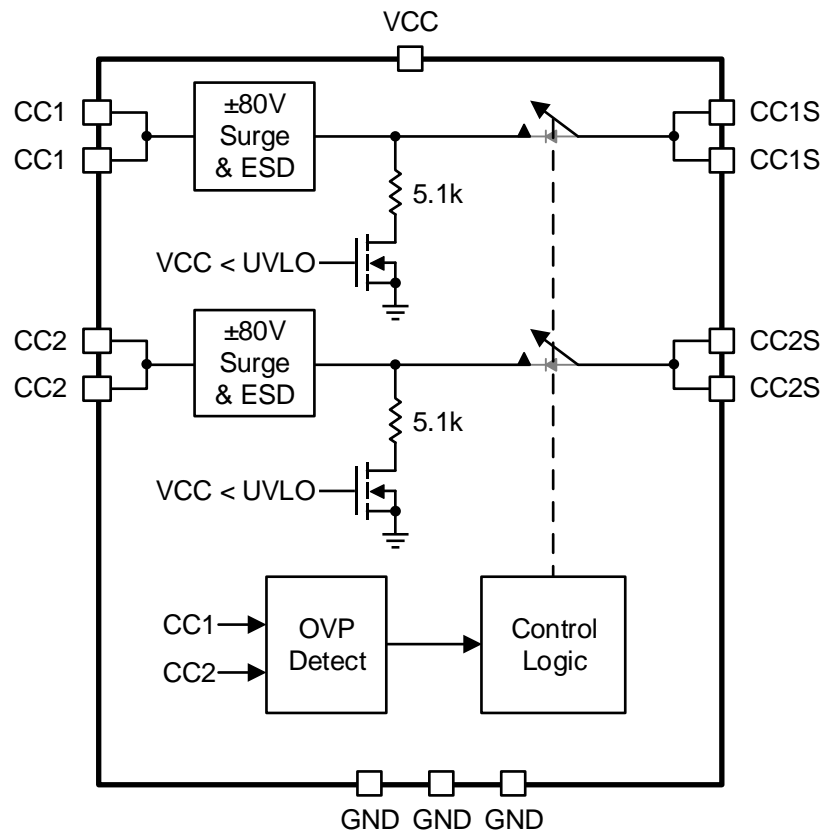 VCC
CC1
CC1
±80V
Surge
& ESD
CC1S
CC1S
5.1k
VCC < UVLO
CC2
CC2
±80V
Surge
& ESD
CC2S
CC2S
5.1k
VCC < UVLO
CC1
CC2
OVP
Detect
Control
Logic
GND GND GND